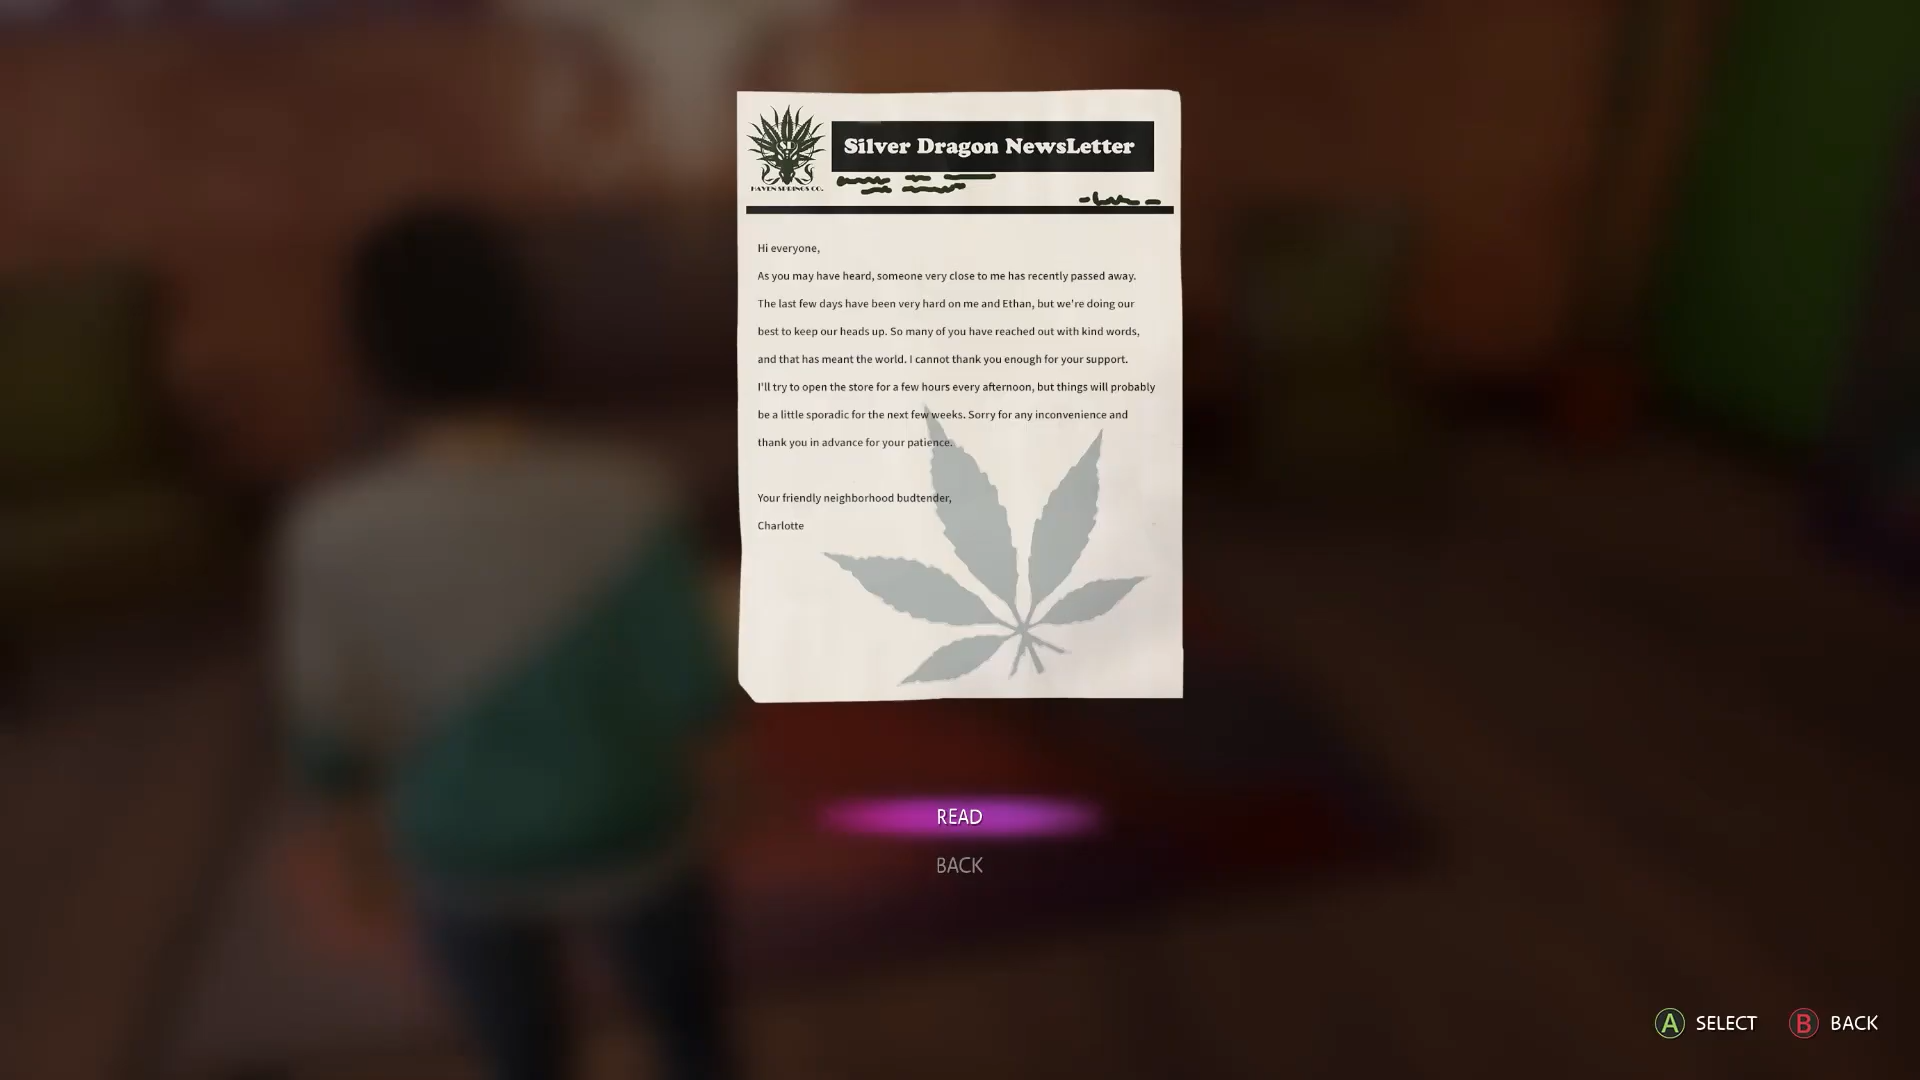 SD
HAVEN SPRINGS CO.
Silver Dragon NewsLetter
Hi everyone,
As you may have heard, someone very close to me has recently passed away.
The last few days have been very hard on me and Ethan, but we're doing our
best to keep our heads up. So many of you have reached out with kind words,
and that has meant the world. I cannot thank you enough for your support.
I'll try to open the store for a few hours every afternoon, but things will probably
be a little sporadic for the next few weeks. Sorry for any inconvenience and
thank you in advance for your patience.
Your friendly neighborhood budtender,
Charlotte
READ
BACK
A SELECT B BACK